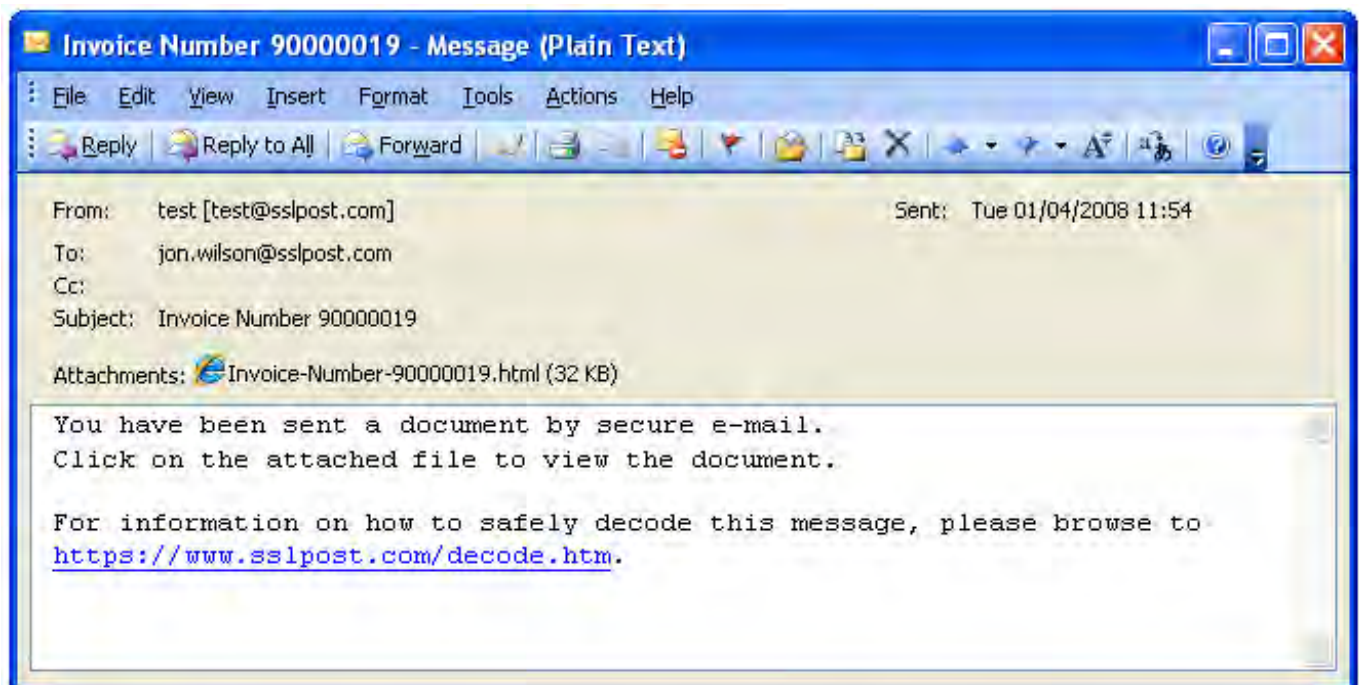 Invoice Number 90000019 - Message (Plain Text)
File Edit View Insert Format Tools Actions Help
Reply Reply to All Forward
From: test [test@sslpost.com] Sent: Tue 01/04/2008 11:54
To: jon.wilson@sslpost.com
Cc:
Subject: Invoice Number 90000019
Attachments: Invoice-Number-90000019.html (32 KB)
You have been sent a document by secure e-mail.
Click on the attached file to view the document.
For information on how to safely decode this message, please browse to
https://www.sslpost.com/decode.htm.